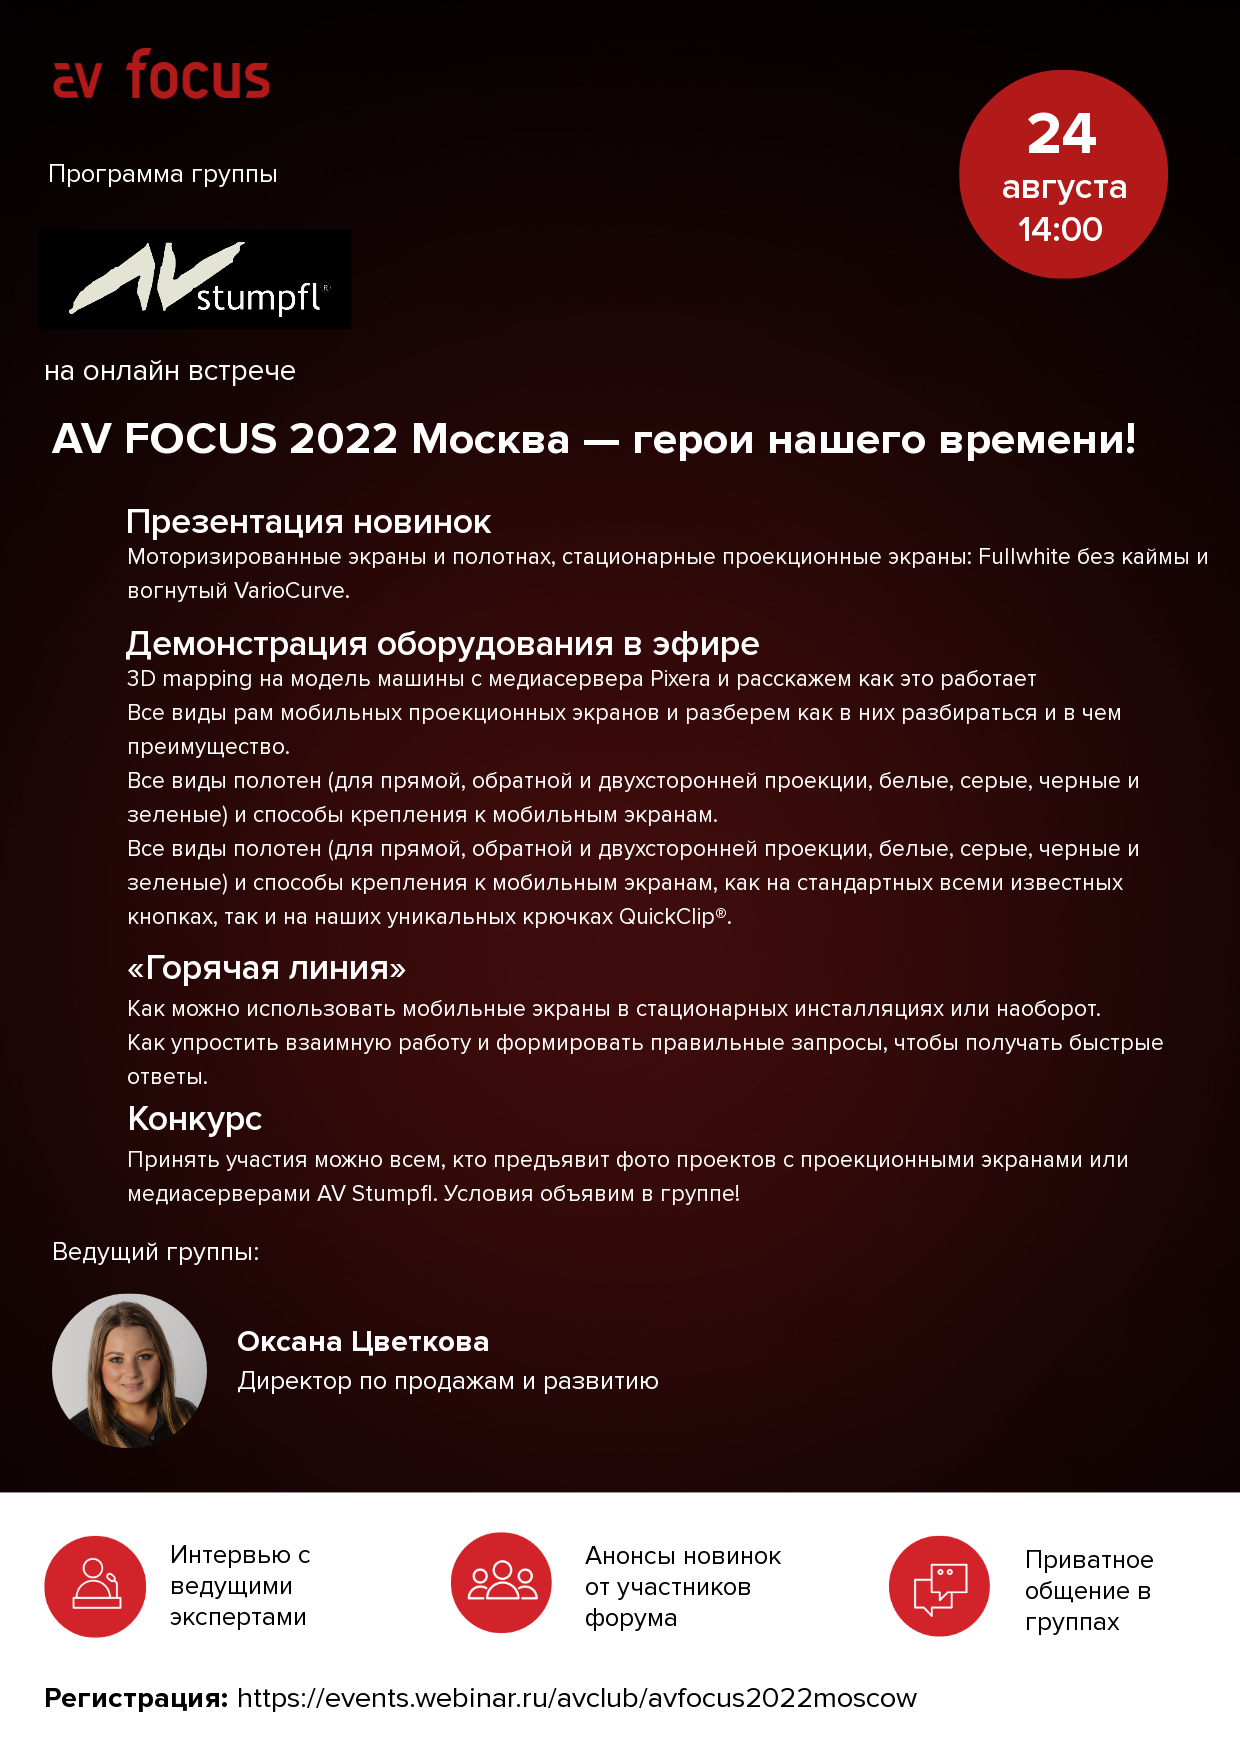 av focus
24
августа
14:00
Программа группы
AV stumpfl®
на онлайн встрече
AV FOCUS 2022 Москва — герои нашего времени!
Презентация новинок
Моторизированные экраны и полотнах, стационарные проекционные экраны: Fullwhite без каймы и
вогнутый VarioCurve.
Демонстрация оборудования в эфире
3D mapping на модель машины с медиасервера Pixera и расскажем как это работает
Все виды рам мобильных проекционных экранов и разберем как в них разбираться и в чем
преимущество.
Все виды полотен (для прямой, обратной и двухсторонней проекции, белые, серые, черные и
зеленые) и способы крепления к мобильным экранам.
Все виды полотен (для прямой, обратной и двухсторонней проекции, белые, серые, черные и
зеленые) и способы крепления к мобильным экранам, как на стандартных всеми известных
кнопках, так и на наших уникальных крючках QuickClip®.
«Горячая линия»
Как можно использовать мобильные экраны в стационарных инсталляциях или наоборот.
Как упростить взаимную работу и формировать правильные запросы, чтобы получать быстрые
ответы.
Конкурс
Принять участия можно всем, кто предъявит фото проектов с проекционными экранами или
медиасерверами AV Stumpfl. Условия объявим в группе!
Ведущий группы:
Оксана Цветкова
Директор по продажам и развитию
Интервью с
ведущими
экспертами
Анонсы новинок
от участников
форума
Приватное
общение в
группах
Регистрация: https://events.webinar.ru/avclub/avfocus2022moscow